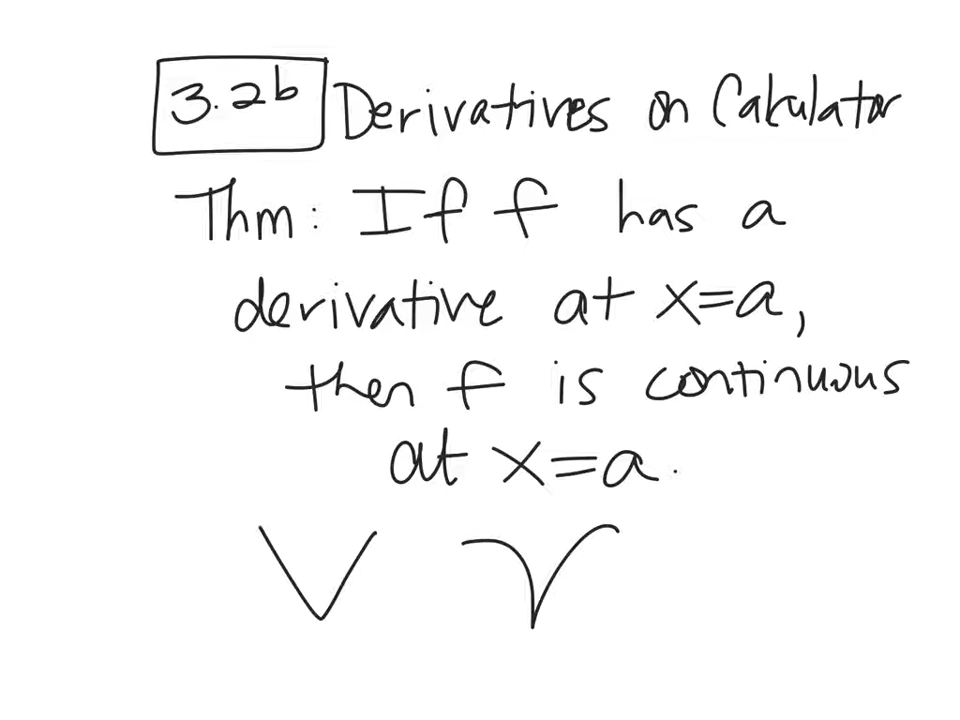 3.2b Derivatives on Calculator
Thm: If f has a
derivative at x=a,
then f is continuous
at x=a.